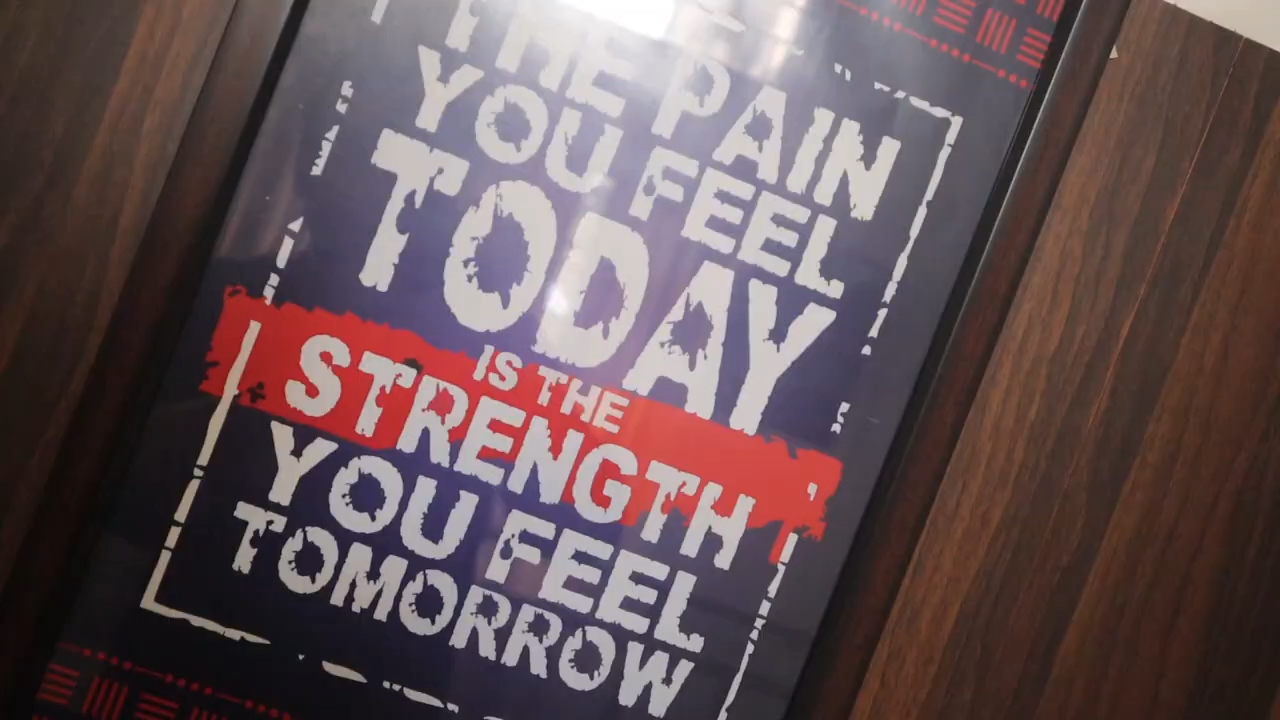 THE PAIN
YOU FEEL
TODAY
IS THE
STRENGTH
YOU FEEL
TOMORROW